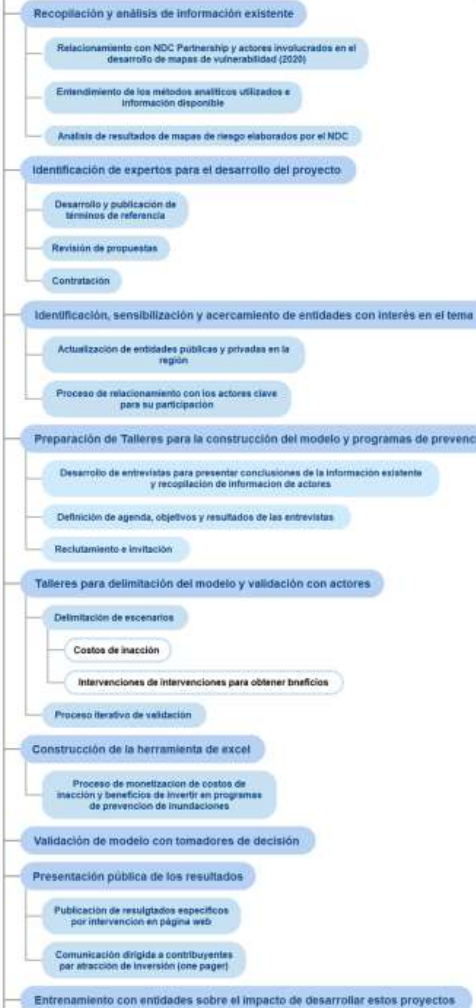 Recopilación y análisis de información existente
Relacionamiento con NDC Partnership y actores involucrados en el
desarrollo de mapas de vulnerabilidad (2020)
Entendimiento de los métodos analíticos utilizados e
información disponible
Análisis de resultados de mapas de riesgo elaborados por el NDC
Identificación de expertos para el desarrollo del proyecto
Desarrollo y publicación de
términos de referencia
Revisión de propuestas
Contratación
Identificación, sensibilización y acercamiento de entidades con interés en el tema
Actualización de entidades públicas y privadas en la
región
Proceso de relacionamiento con los actores clave
para su participación
Preparación de Talleres para la construcción del modelo y programas de prevenci
Desarrollo de entrevistas para presentar conclusiones de la información existente
y recopilación de informacion de actores
Definición de agenda, objetivos y resultados de las entrevistas
Reclutamiento e invitación
Talleres para delimitación del modelo y validación con actores
Delimitación de escenarios
Costos de inacción
Intervenciones de intervenciones para obtener bneficios
Proceso iterativo de validación
Construcción de la herramienta de excel
Proceso de monetizacion de costos de
inacción y beneficios de invertir en programas
de prevencion de inundaciones
Validación de modelo con tomadores de decisión
Presentación pública de los resultados
Publicación de resulgtados específicos
por intervencion en página web
Comunicación dirigida a contribuyentes
par atracción de inversión (one pager)
Entrenamiento con entidades sobre el impacto de desarrollar estos proyectos